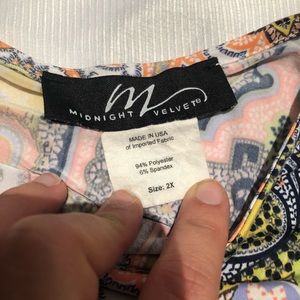 m
MIDNIGHT VELVET®
MADE IN USA
of Imported Fabric
94% Polyester
6% Spandex
Size: 2X